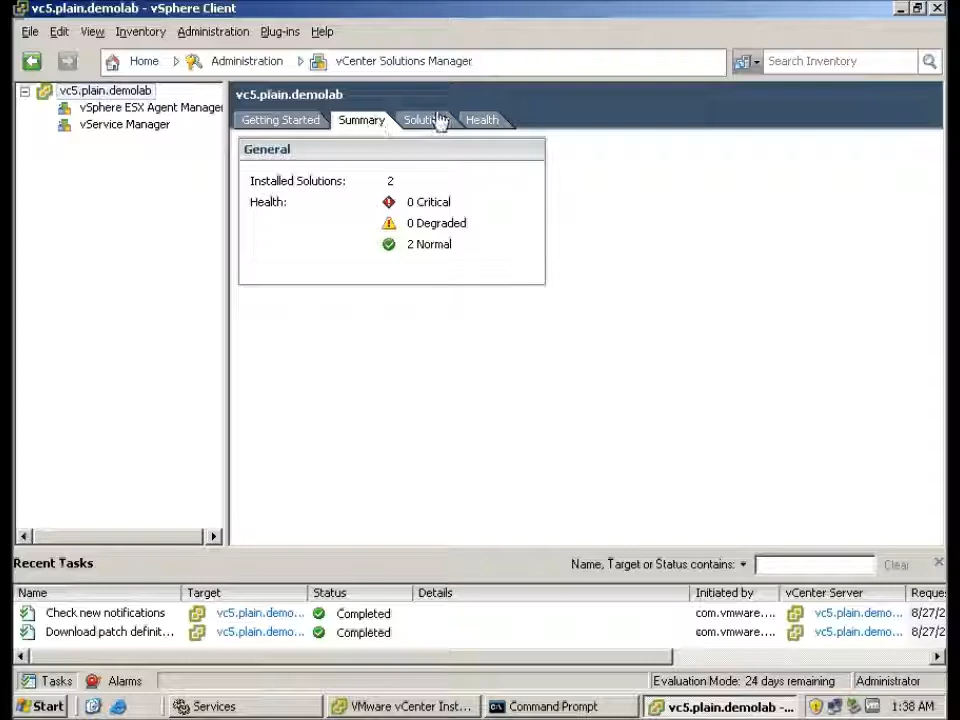 vc5.plain.demolab - vSphere Client
File Edit View Inventory Administration Plug-ins Help
Home Administration vCenter Solutions Manager Search Inventory
vc5.plain.demolab
vSphere ESX Agent Manager
vService Manager
vc5.plain.demolab
Getting Started Summary Solutions Health
General
Installed Solutions: 2
Health: 0 Critical
0 Degraded
2 Normal
Recent Tasks Name, Target or Status contains: Clear
Name Target Status Details Initiated by vCenter Server Reque
Check new notifications vc5.plain.demo... Completed com.vmware.... vc5.plain.demo... 8/27/2
Download patch definit... vc5.plain.demo... Completed com.vmware.... vc5.plain.demo... 8/27/2
Tasks Alarms Evaluation Mode: 24 days remaining Administrator
Start Services VMware vCenter Inst... Command Prompt vc5.plain.demolab -... 1:38 AM